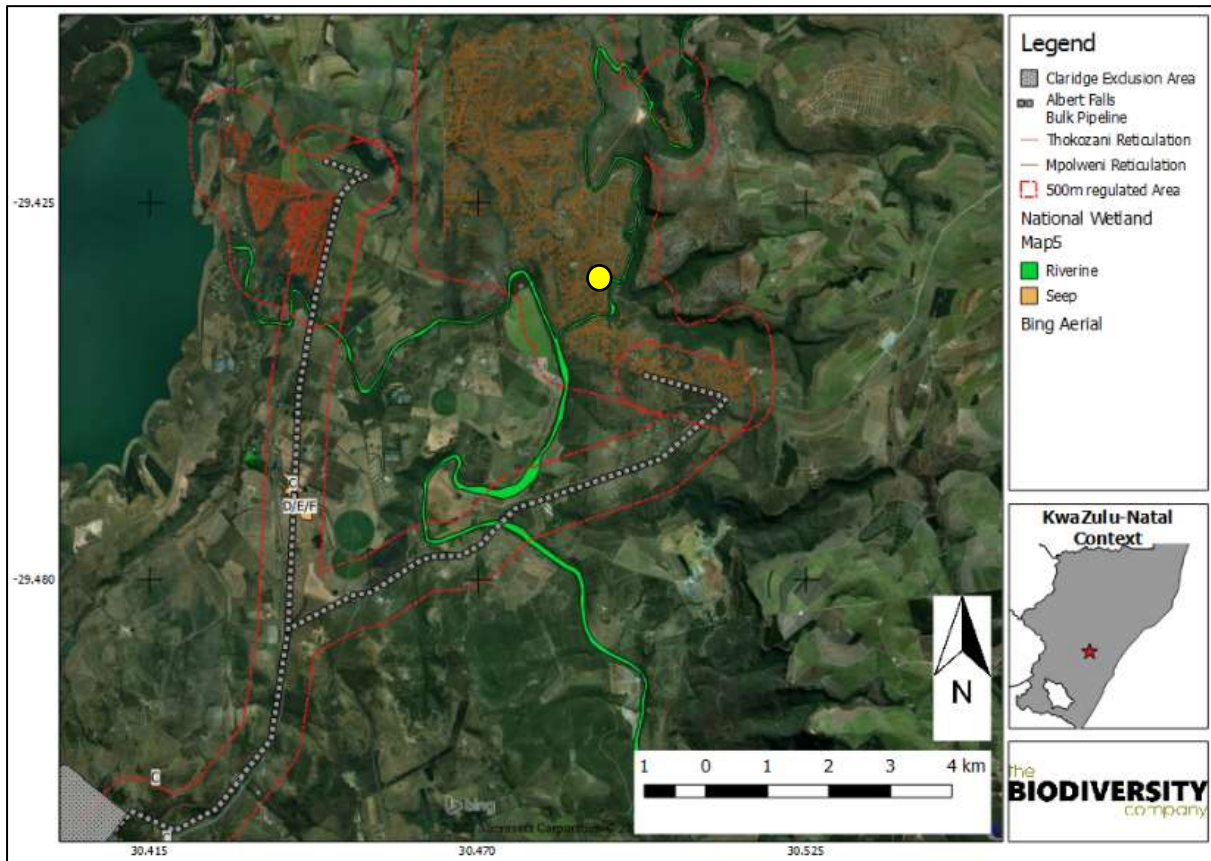 Legend
Claridge Exclusion Area
Albert Falls
Bulk Pipeline
Thokozani Reticulation
Mpolweni Reticulation
500m regulated Area
National Wetland
Map5
Riverine
Seep
Bing Aerial
-29.425
-29.480
C
D/E/F
C
C
bing
Microsoft Corporation
30.415
30.470
30.525
N
1 0 1 2 3 4 km
KwaZulu-Natal
Context
the
BIODIVERSITY
company